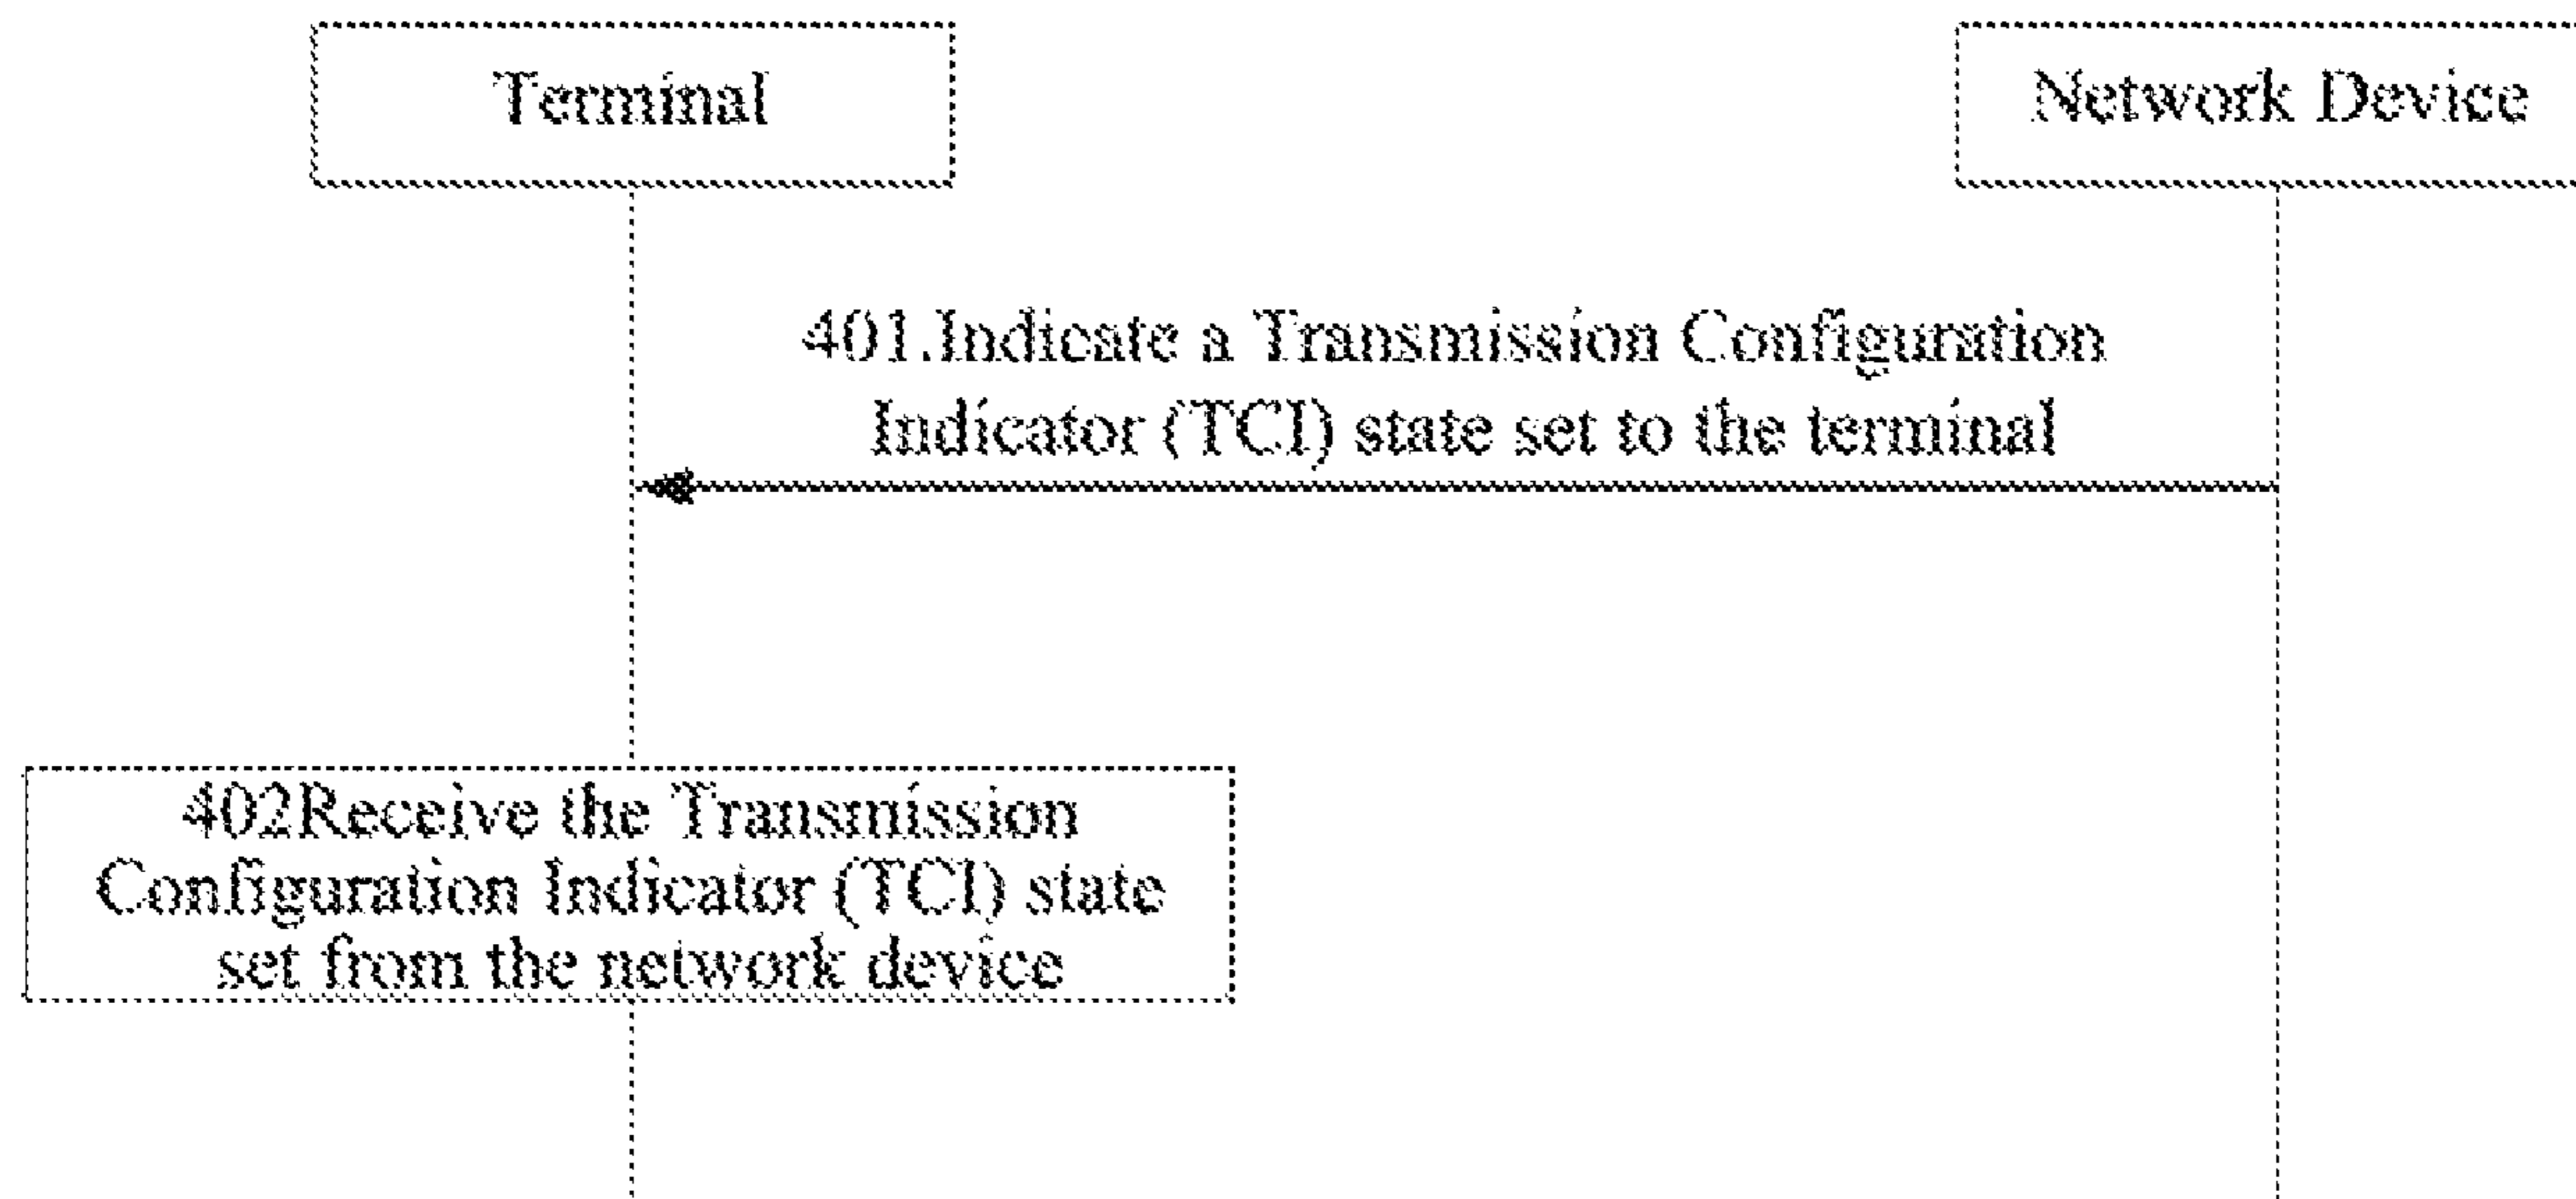 Terminal
Network Device
401.Indicate a Transmission Configuration
Indicator (TCI) state set to the terminal
402Receive the Transmission
Configuration Indicator (TCI) state
set from the network device